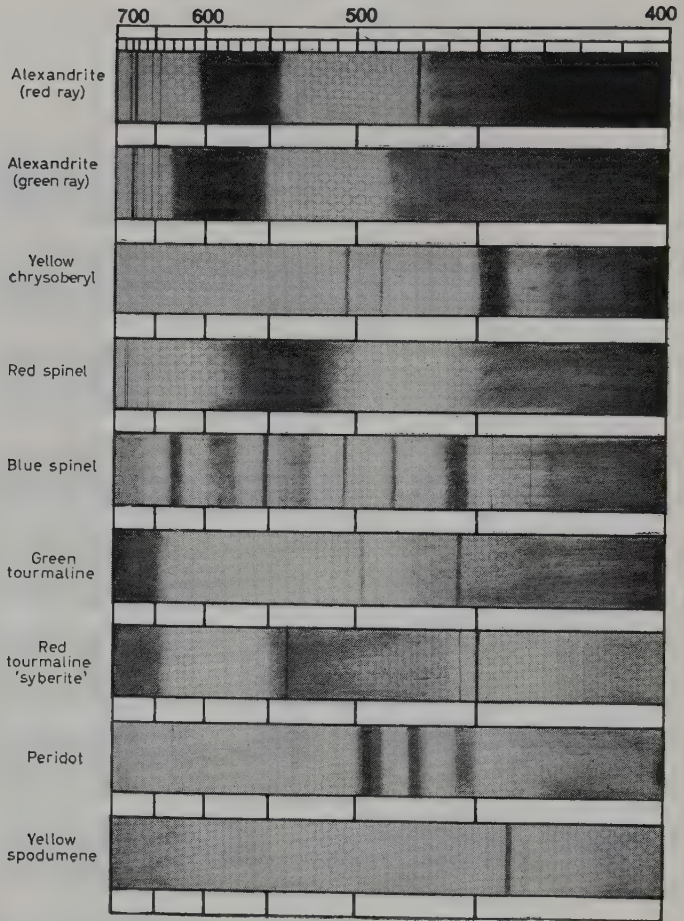 700 600 500 400
Alexandrite
(red ray)
Alexandrite
(green ray)
Yellow
chrysoberyl
Red spinel
Blue spinel
Green
tourmaline
Red
tourmaline
'syberite'
Peridot
Yellow
spodumene